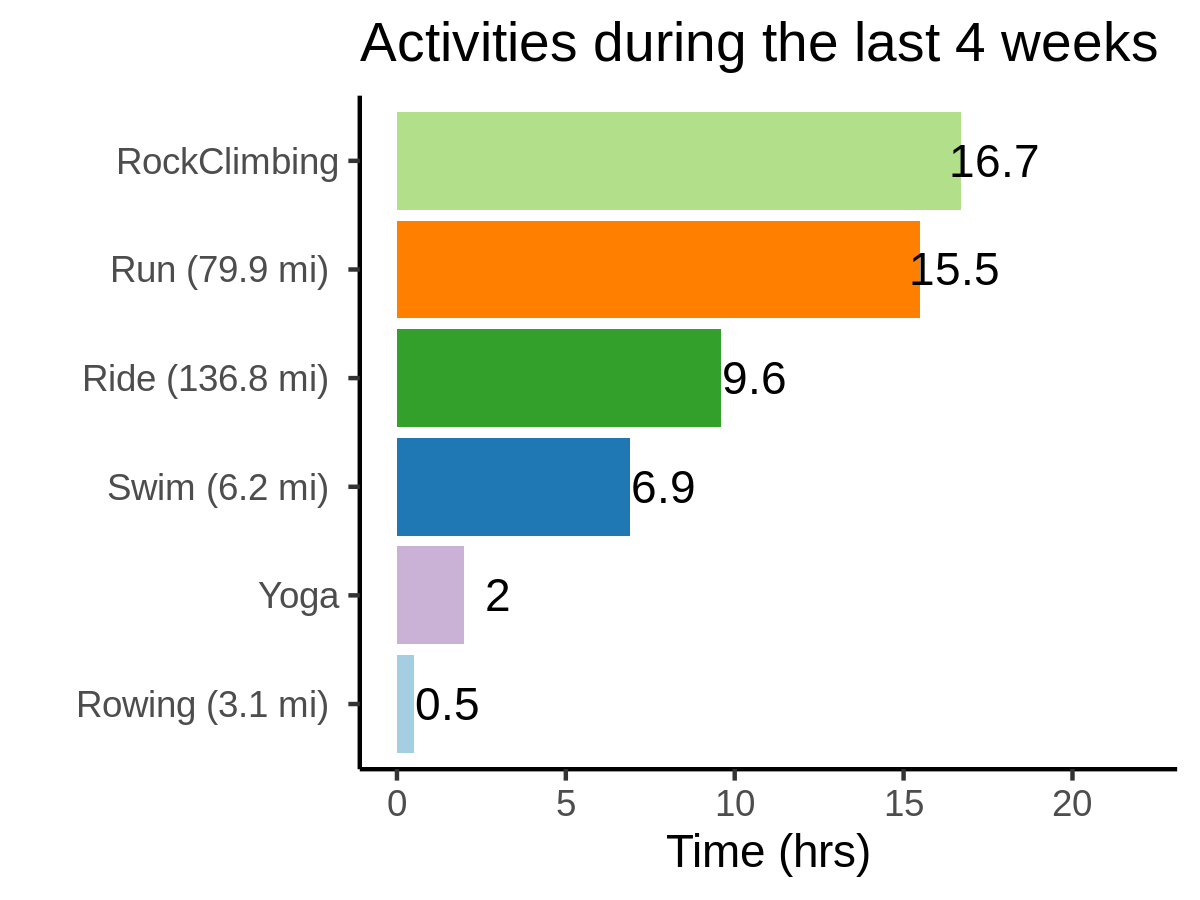 Activities during the last 4 weeks
RockClimbing 16.7
Run (79.9 mi) 15.5
Ride (136.8 mi) 9.6
Swim (6.2 mi) 6.9
Yoga 2
Rowing (3.1 mi) 0.5
0 5 10 15 20
Time (hrs)